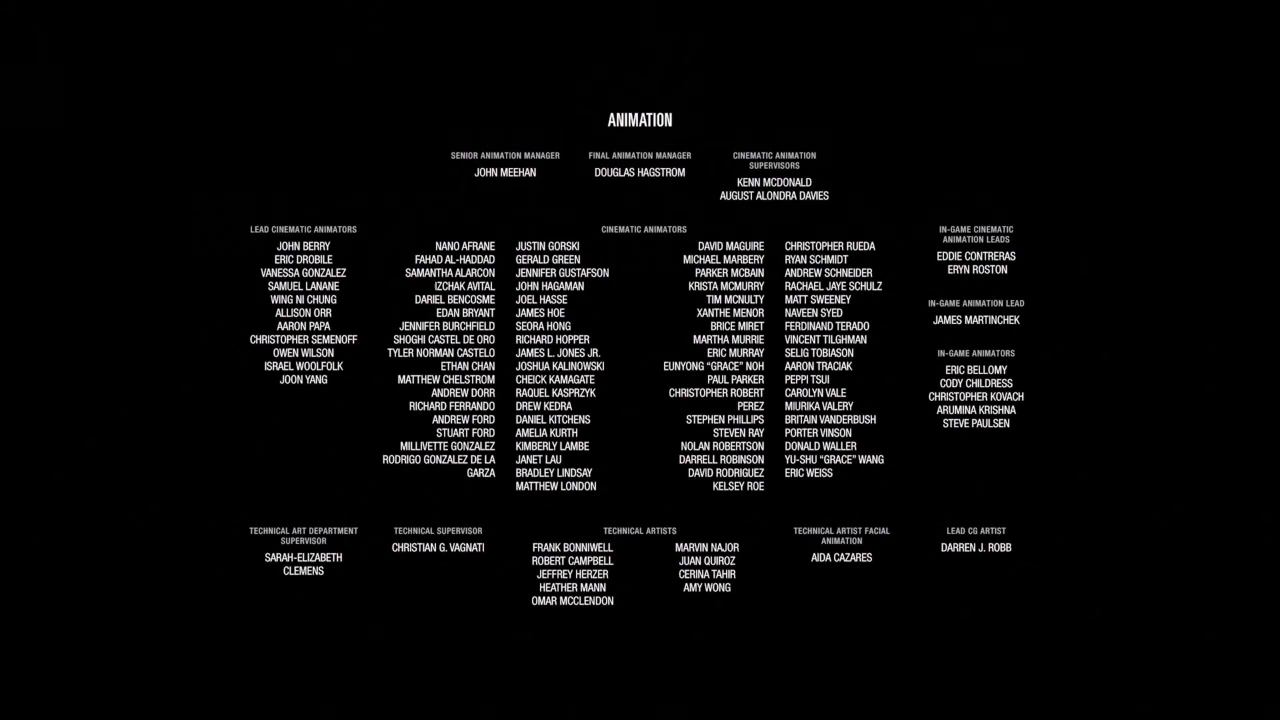 ANIMATION
SENIOR ANIMATION MANAGER
JOHN MEEHAN
FINAL ANIMATION MANAGER
DOUGLAS HAGSTROM
CINEMATIC ANIMATION
SUPERVISORS
KENN MCDONALD
AUGUST ALONDRA DAVIES
LEAD CINEMATIC ANIMATORS
JOHN BERRY
ERIC DROBILE
VANESSA GONZALEZ
SAMUEL LANANE
WING NI CHUNG
ALLISON ORR
AARON PAPA
CHRISTOPHER SEMENOFF
OWEN WILSON
ISRAEL WOOLFOLK
JOON YANG
CINEMATIC ANIMATORS
NANO AFRANE
FAHAD AL-HADDAD
SAMANTHA ALARCON
IZCHAK AVITAL
DARIEL BENCOSME
EDAN BRYANT
JENNIFER BURCHFIELD
SHOGHI CASTEL DE ORO
TYLER NORMAN CASTELO
ETHAN CHAN
MATTHEW CHELSTROM
ANDREW DORR
RICHARD FERRANDO
ANDREW FORD
STUART FORD
MILLIVETTE GONZALEZ
RODRIGO GONZALEZ DE LA
GARZA
JUSTIN GORSKI
GERALD GREEN
JENNIFER GUSTAFSON
JOHN HAGAMAN
JOEL HASSE
JAMES HOE
SEORA HONG
RICHARD HOPPER
JAMES L. JONES JR.
JOSHUA KALINOWSKI
CHEICK KAMAGATE
RAQUEL KASPRZYK
DREW KEDRA
DANIEL KITCHENS
AMELIA KURTH
KIMBERLY LAMBE
JANET LAU
BRADLEY LINDSAY
MATTHEW LONDON
DAVID MAGUIRE
MICHAEL MARBERY
PARKER MCBAIN
KRISTA MCMURRY
TIM MCNULTY
XANTHE MENOR
BRICE MIRET
MARTHA MURRIE
ERIC MURRAY
EUNYONG “GRACE” NOH
PAUL PARKER
CHRISTOPHER ROBERT
PEREZ
STEPHEN PHILLIPS
STEVEN RAY
NOLAN ROBERTSON
DARRELL ROBINSON
DAVID RODRIGUEZ
KELSEY ROE
CHRISTOPHER RUEDA
RYAN SCHMIDT
ANDREW SCHNEIDER
RACHAEL JAYE SCHULZ
MATT SWEENEY
NAVEEN SYED
FERDINAND TERADO
VINCENT TILGHMAN
SELIG TOBIASON
AARON TRACIAK
PEPPI TSUI
CAROLYN VALE
MIURIKA VALERY
BRITAIN VANDERBUSH
PORTER VINSON
DONALD WALLER
YU-SHU “GRACE” WANG
ERIC WEISS
IN-GAME CINEMATIC
ANIMATION LEADS
EDDIE CONTRERAS
ERYN ROSTON
IN-GAME ANIMATION LEAD
JAMES MARTINCHEK
IN-GAME ANIMATORS
ERIC BELLOMY
CODY CHILDRESS
CHRISTOPHER KOVACH
ARUMINA KRISHNA
STEVE PAULSEN
TECHNICAL ART DEPARTMENT
SUPERVISOR
SARAH-ELIZABETH
CLEMENS
TECHNICAL SUPERVISOR
CHRISTIAN G. VAGNATI
TECHNICAL ARTISTS
FRANK BONNIWELL
ROBERT CAMPBELL
JEFFREY HERZER
HEATHER MANN
OMAR MCCLENDON
MARVIN NAJOR
JUAN QUIROZ
CERINA TAHIR
AMY WONG
TECHNICAL ARTIST FACIAL
ANIMATION
AIDA CAZARES
LEAD CG ARTIST
DARREN J. ROBB